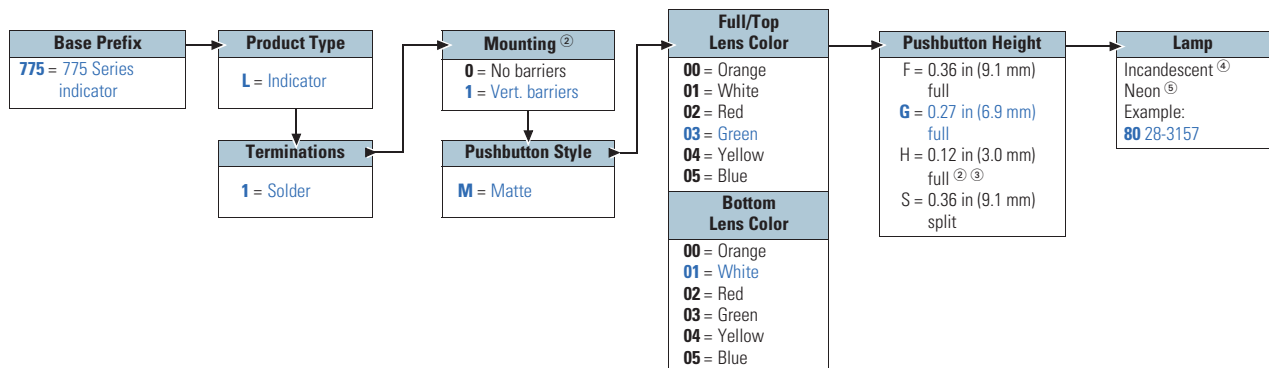 Base Prefix
775 = 775 Series
indicator
Product Type
L = Indicator
Terminations
1 = Solder
Mounting ②
0 = No barriers
1 = Vert. barriers
Pushbutton Style
M = Matte
Full/Top
Lens Color
00 = Orange
01 = White
02 = Red
03 = Green
04 = Yellow
05 = Blue
Bottom
Lens Color
00 = Orange
01 = White
02 = Red
03 = Green
04 = Yellow
05 = Blue
Pushbutton Height
F = 0.36 in (9.1 mm)
full
G = 0.27 in (6.9 mm)
full
H = 0.12 in (3.0 mm)
full ② ③
S = 0.36 in (9.1 mm)
split
Lamp
Incandescent ④
Neon ⑤
Example:
80 28-3157